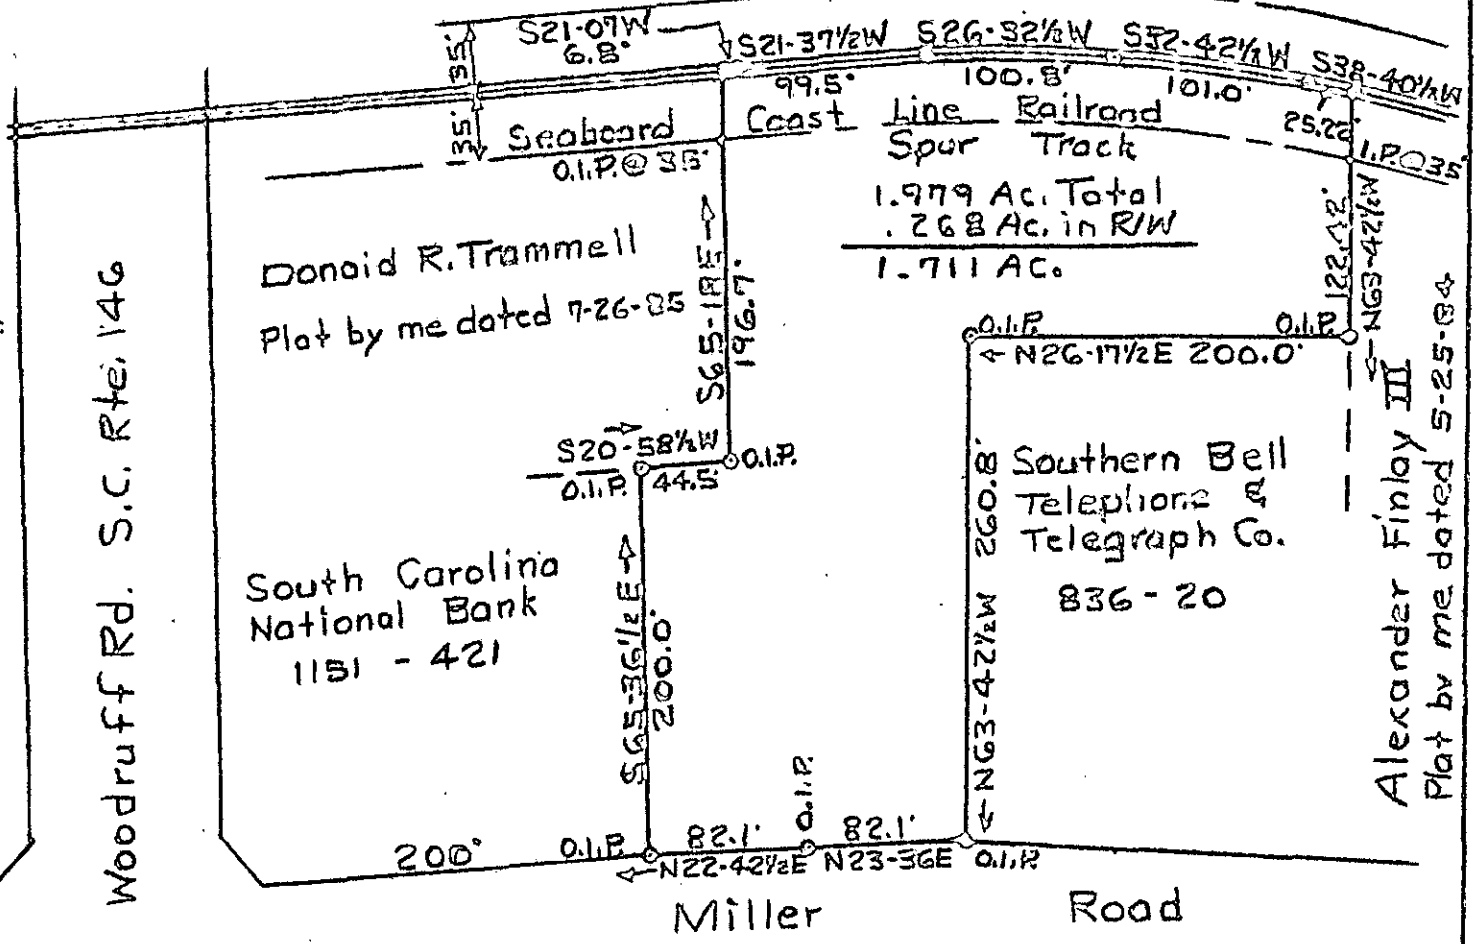 S21-07W
6.8'
35'
35'
S21-37½W
99.5'
S26-32½W
100.8'
S32-42½W
101.0'
S38-40½W
25.22'
Seaboard Coast Line Railroad
Spur Track
O.I.P. @ 35'
I.P. @ 35'
1.979 Ac. Total
.268 Ac. in R/W
1.711 AC.
Donald R. Trammell
Plat by me dated 7-26-85
S65-19E
196.7'
122.42'
N63-42½W
O.I.P.
O.I.P.
N26-17½E 200.0'
S20-58½W
O.I.P. 44.5'
O.I.P.
Woodruff Rd. S.C. Rte. 146
South Carolina
National Bank
1151 - 421
S65-36½E
200.0'
N63-42½W 260.8'
Southern Bell
Telephone &
Telegraph Co.
836 - 20
Alexander Finlay III
Plat by me dated 5-25-84
200'
O.I.P.
82.1'
O.I.P.
82.1'
N22-42½E N23-36E O.I.P.
Miller Road